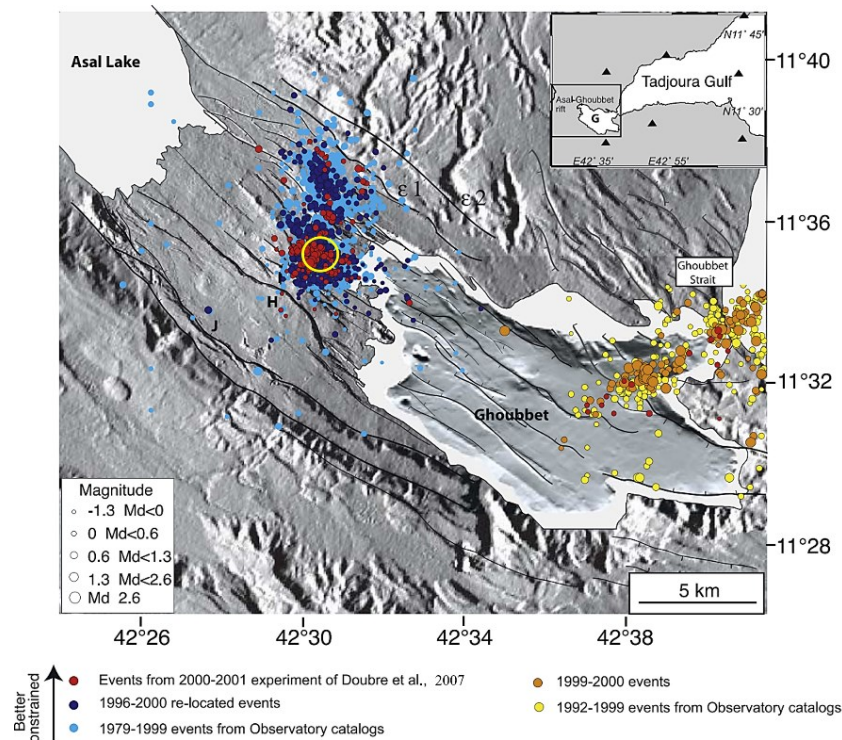 Asal Lake
N11° 45'
Tadjoura Gulf
Asal-Ghoubbet
rift
G
N11° 30'
E42° 35'
E42° 55'
11°40
11°36
11°32
11°28
ε1
ε2
Ghoubbet
Strait
H
J
Ghoubbet
Magnitude
-1.3 Md<0
0 Md<0.6
0.6 Md<1.3
1.3 Md<2.6
Md 2.6
5 km
42°26
42°30
42°34
42°38
Better
onstrained
Events from 2000-2001 experiment of Doubre et al., 2007
1996-2000 re-located events
1979-1999 events from Observatory catalogs
1999-2000 events
1992-1999 events from Observatory catalogs